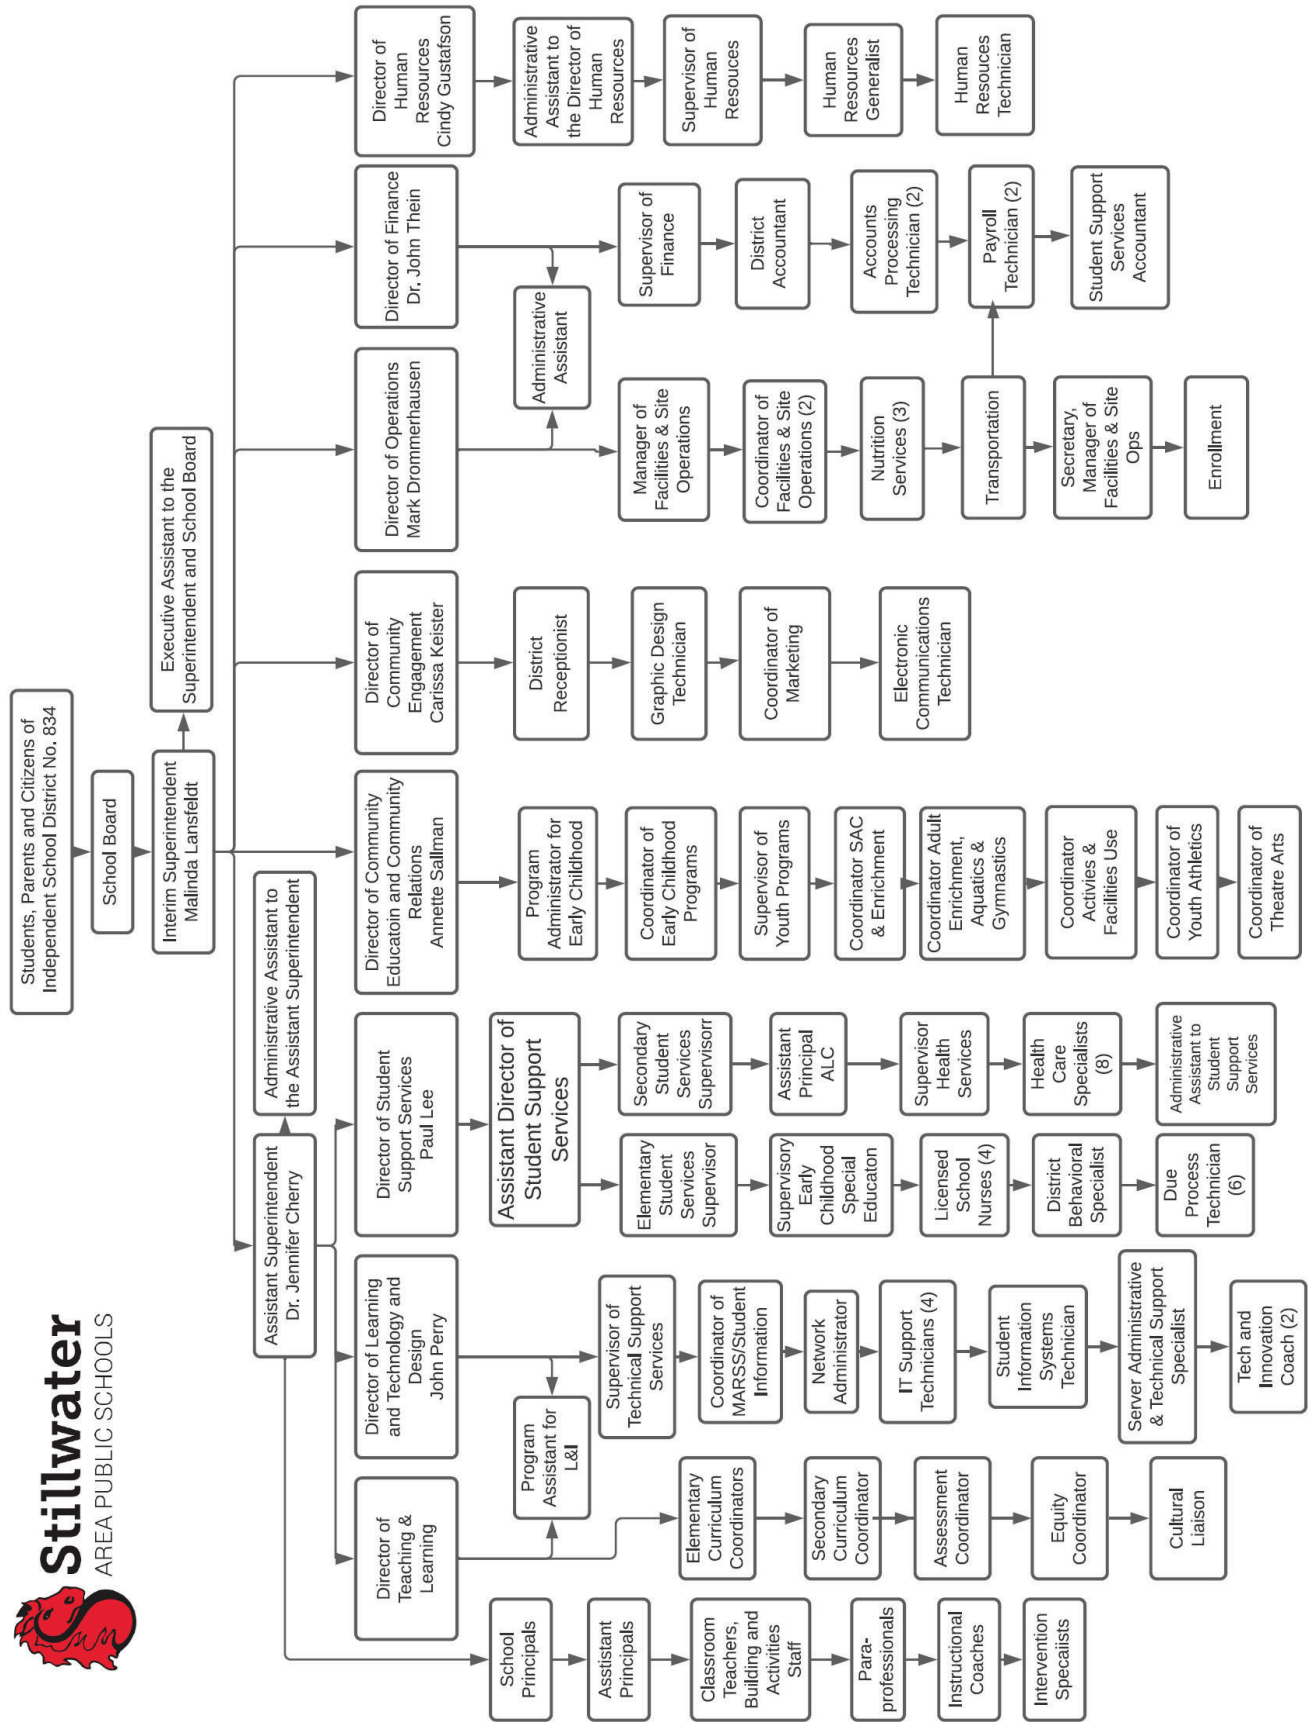 Stillwater
AREA PUBLIC SCHOOLS
Students, Parents and Citizens of
Independent School District No. 834
School Board
Interim Superintendent
Malinda Lansfeldt
Executive Assistant to the
Superintendent and School Board
Assistant Superintendent
Dr. Jennifer Cherry
Administrative Assistant to
the Assistant Superintendent
School
Principals
Asstistant
Principals
Classroom
Teachers,
Building and
Activities
Staff
Para-
professionals
Instructional
Coaches
Intervention
Specailists
Director of
Teaching &
Learning
Program
Assistant for
L&I
Elementary
Curriculum
Coordinators
Secondary
Curriculum
Coordinator
Assessment
Coordinator
Equity
Coordinator
Cultural
Liaison
Director of Learning
and Technology and
Design
John Perry
Supervisor of
Technical Support
Services
Coordinator of
MARSS/Student
Information
Network
Administrator
IT Support
Technicians (4)
Student
Information
Systems
Technician
Server Administrative
& Technical Support
Specialist
Tech and
Innovation
Coach (2)
Director of Student
Support Services
Paul Lee
Assistant Director of
Student Support
Services
Elementary
Student
Services
Supervisor
Supervisory
Early
Childhood
Special
Educaton
Licensed
School
Nurses (4)
District
Behavioral
Specialist
Due
Process
Technician
(6)
Secondary
Student
Services
Supervisorr
Assistant
Principal
ALC
Supervisor
Health
Services
Health
Care
Specialists
(8)
Administrative
Assistant to
Student
Support
Services
Director of Community
Educatoin and Community
Relations
Annette Sallman
Program
Administrator for
Early Childhood
Coordinator of
Early Childhood
Programs
Supervisor of
Youth Programs
Coordinator SAC
& Enrichment
Coordinator Adult
Enrichment,
Aquatics &
Gymnastics
Coordinator
Activies &
Facilities Use
Coordinator of
Youth Athletics
Coordinator of
Theatre Arts
Director of
Community
Engagement
Carissa Keister
District
Receptionist
Graphic Design
Technician
Coordinator of
Marketing
Electronic
Communications
Technician
Director of Operations
Mark Drommerhausen
Administrative
Assistant
Manager of
Facilities & Site
Operations
Coordinator of
Facilities & Site
Operations (2)
Nutrition
Services (3)
Transportation
Secretary,
Manager of
Facilities & Site
Ops
Enrollment
Director of Finance
Dr. John Thein
Supervisor of
Finance
District
Accountant
Accounts
Processing
Technician (2)
Payroll
Technician (2)
Student Support
Services
Accountant
Director of
Human
Resources
Cindy Gustafson
Administrative
Assistant to
the Director of
Human
Resources
Supervisor of
Human
Resouces
Human
Resources
Generalist
Human
Resouces
Technician